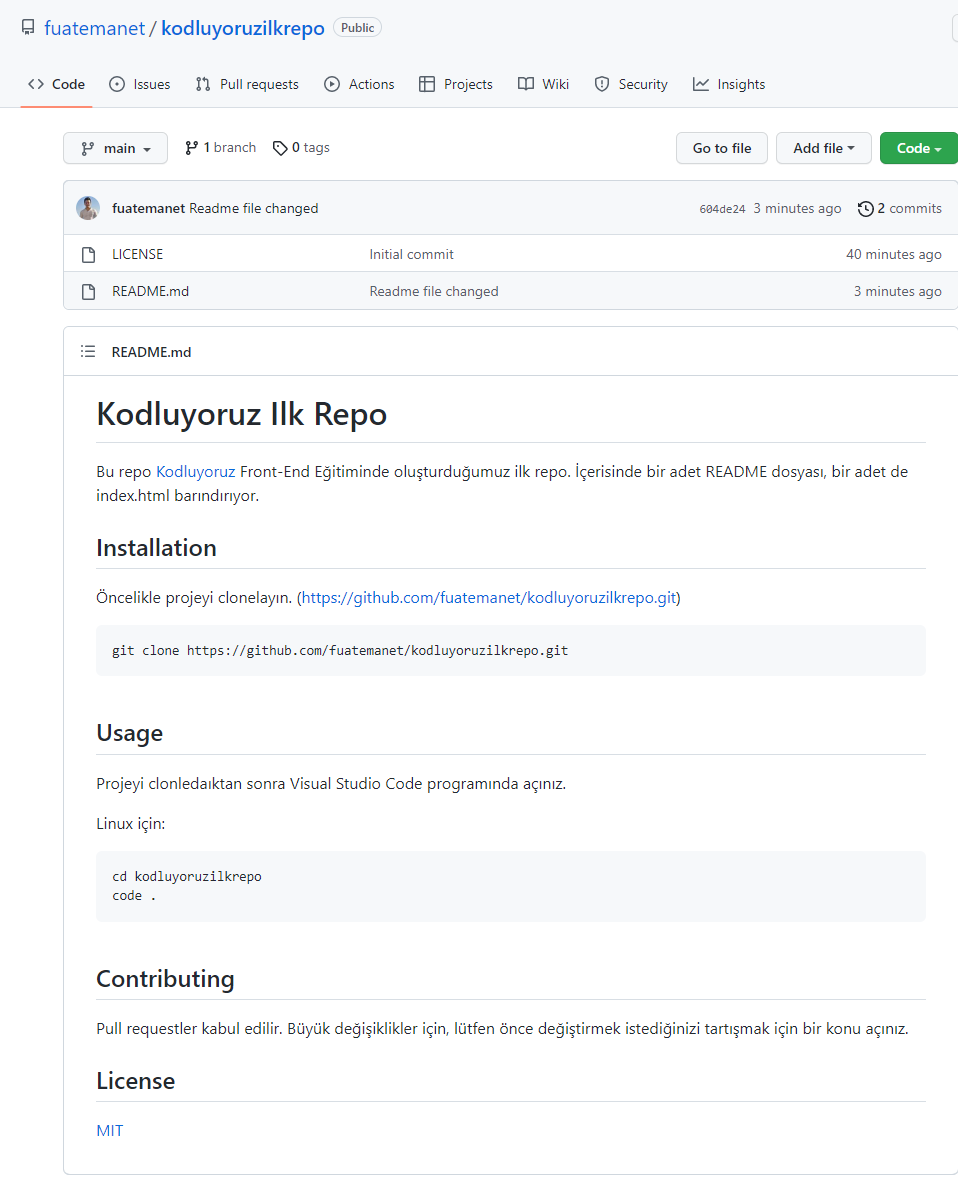 fuatemanet / kodluyoruzilkrepo Public
Code Issues Pull requests Actions Projects Wiki Security Insights
main 1 branch 0 tags Go to file Add file Code
fuatemanet Readme file changed 604de24 3 minutes ago 2 commits
LICENSE Initial commit 40 minutes ago
README.md Readme file changed 3 minutes ago
README.md
Kodluyoruz Ilk Repo
Bu repo Kodluyoruz Front-End Eğitiminde oluşturduğumuz ilk repo. İçerisinde bir adet README dosyası, bir adet de
index.html barındırıyor.
Installation
Öncelikle projeyi clonelayın. (https://github.com/fuatemanet/kodluyoruzilkrepo.git)
git clone https://github.com/fuatemanet/kodluyoruzilkrepo.git
Usage
Projeyi clonledaıktan sonra Visual Studio Code programında açınız.
Linux için:
cd kodluyoruzilkrepo
code .
Contributing
Pull requestler kabul edilir. Büyük değişiklikler için, lütfen önce değiştirmek istediğinizi tartışmak için bir konu açınız.
License
MIT